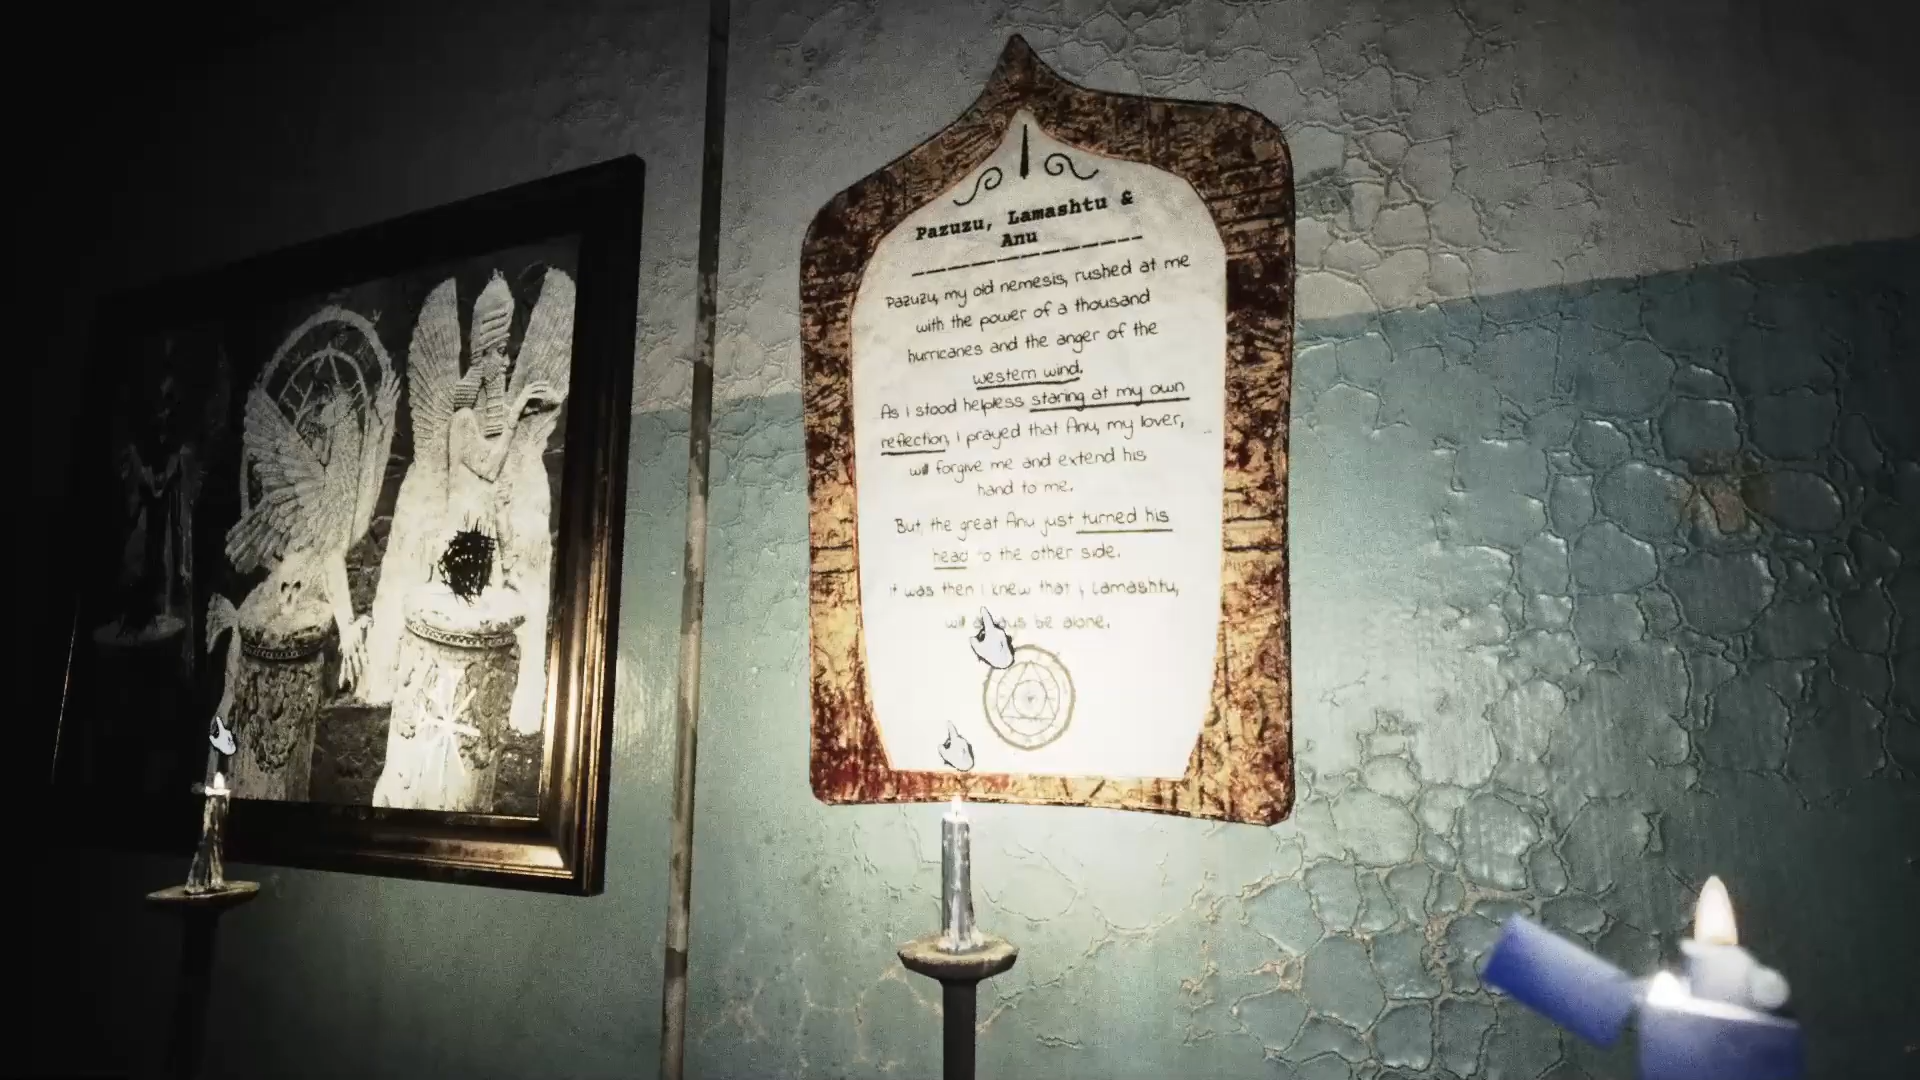 Pazuzu, Lamashtu &
Anu
Pazuzu, my old nemesis, rushed at me
with the power of a thousand
hurricanes and the anger of the
western wind.
As I stood helpless staring at my own
reflection, I prayed that Anu, my lover,
will forgive me and extend his
hand to me.
But the great Anu just turned his
head to the other side.
It was then I knew that I, Lamashtu,
will always be alone.